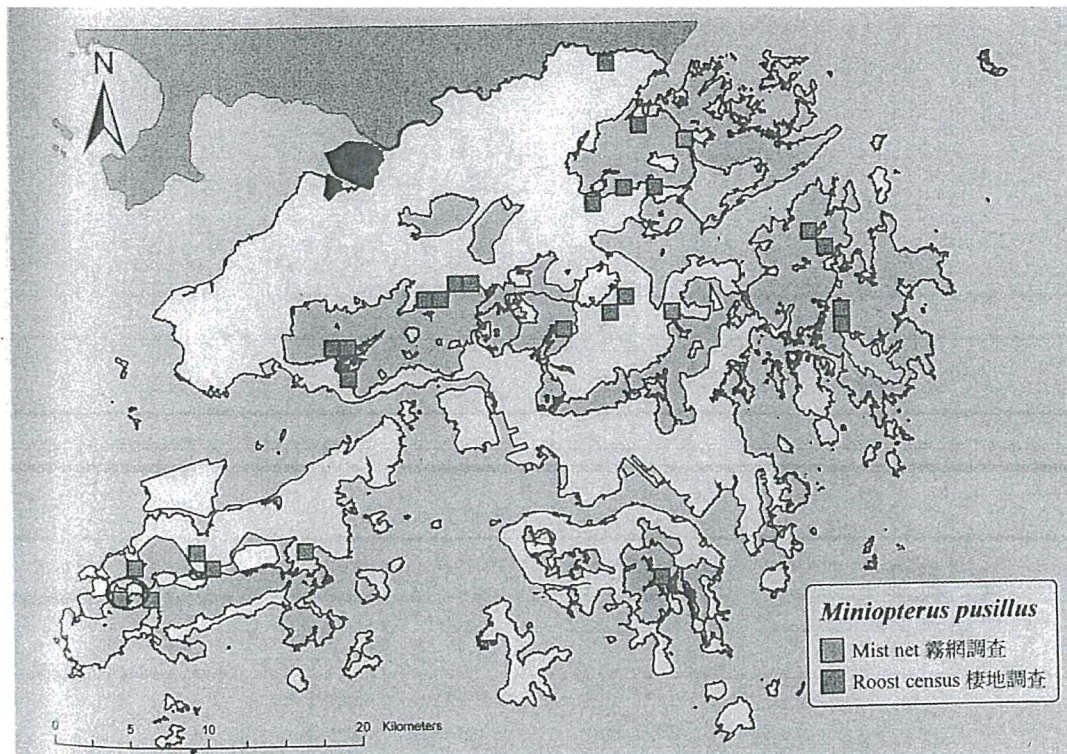 N
Miniopterus pusillus
Mist net 霧網調查
Roost census 棲地調查
0 5 10 20 Kilometers